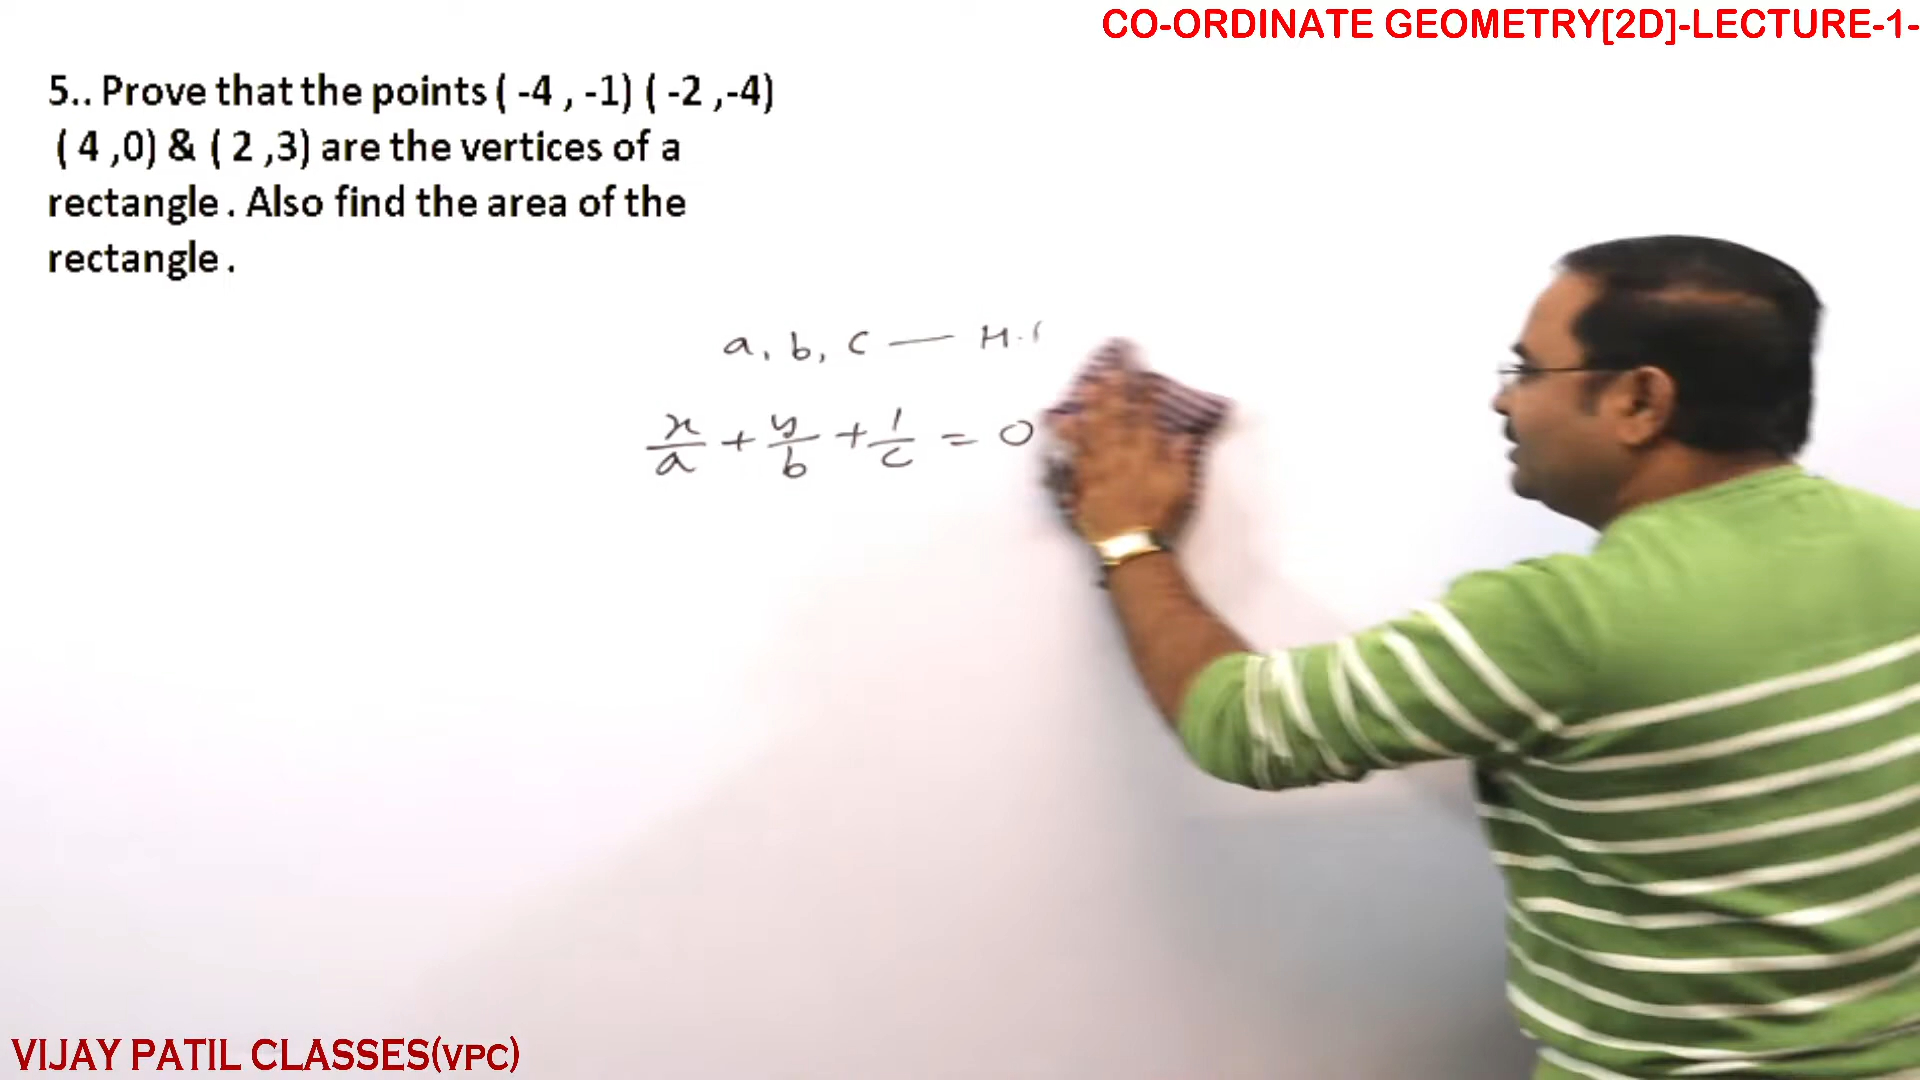 CO-ORDINATE GEOMETRY[2D]-LECTURE-1-
5.. Prove that the points ( -4 , -1) ( -2 ,-4)
( 4 ,0) & ( 2 ,3) are the vertices of a
rectangle . Also find the area of the
rectangle .
a, b, c — H.
x/a + y/b + 1/c = 0
VIJAY PATIL CLASSES(VPC)